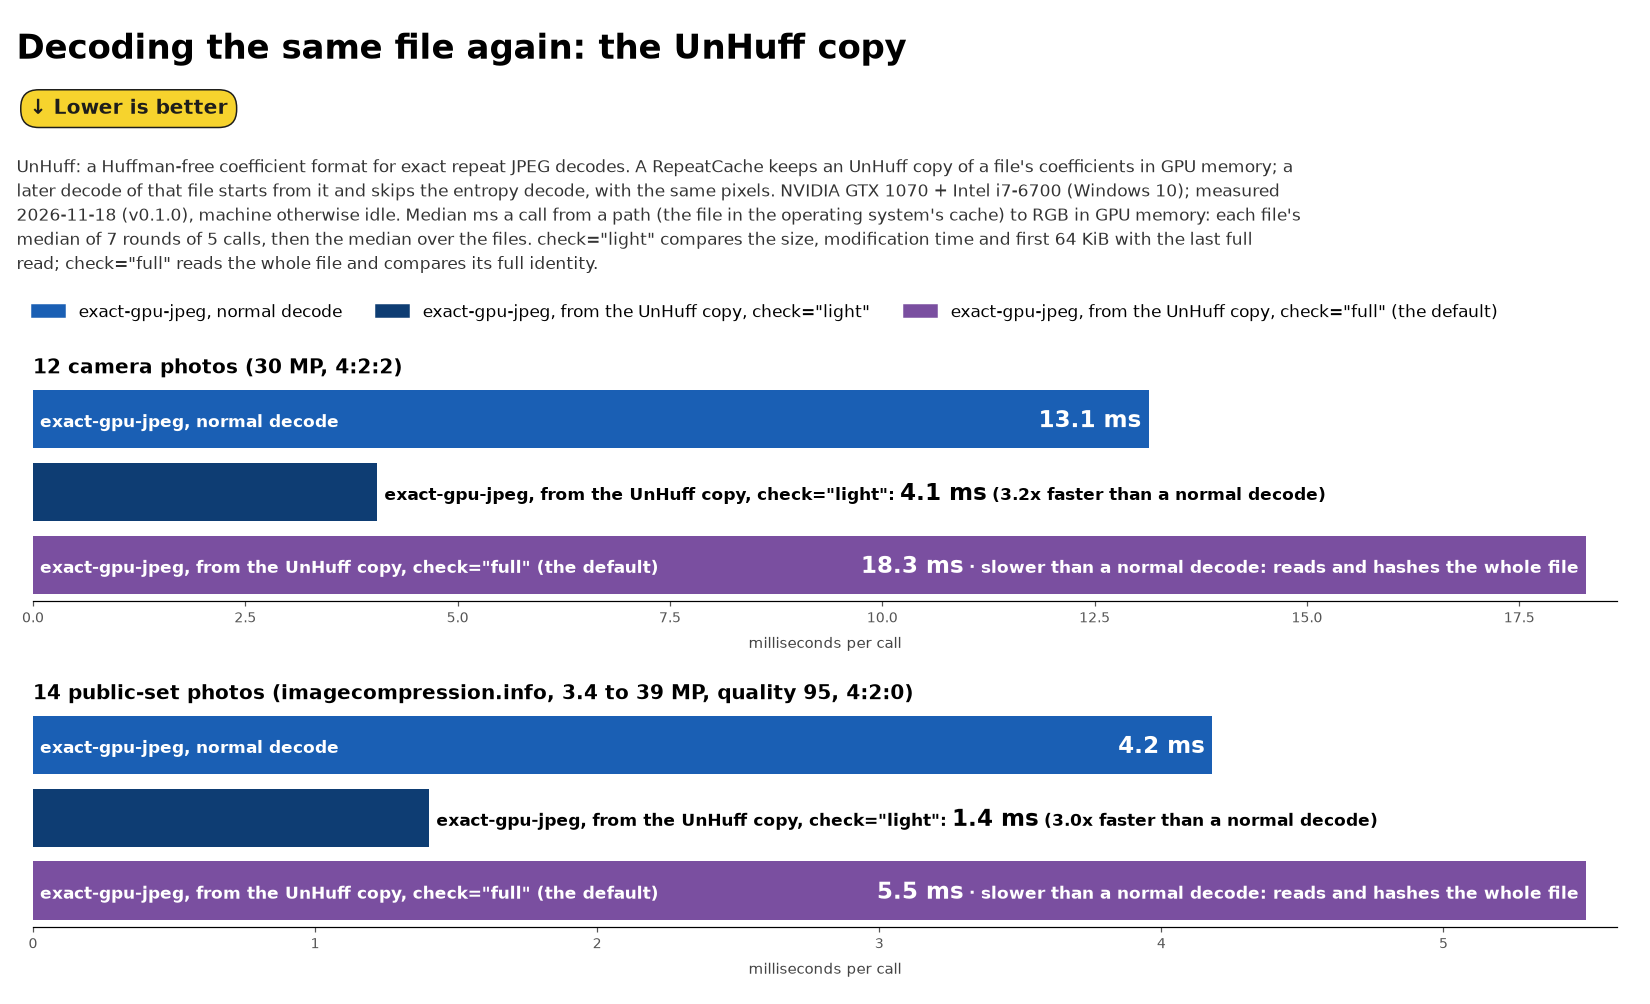 Decoding the same file again: the UnHuff copy
↓ Lower is better
UnHuff: a Huffman-free coefficient format for exact repeat JPEG decodes. A RepeatCache keeps an UnHuff copy of a file's coefficients in GPU memory; a
later decode of that file starts from it and skips the entropy decode, with the same pixels. NVIDIA GTX 1070 + Intel i7-6700 (Windows 10); measured
2026-11-18 (v0.1.0), machine otherwise idle. Median ms a call from a path (the file in the operating system's cache) to RGB in GPU memory: each file's
median of 7 rounds of 5 calls, then the median over the files. check="light" compares the size, modification time and first 64 KiB with the last full
read; check="full" reads the whole file and compares its full identity.
exact-gpu-jpeg, normal decode exact-gpu-jpeg, from the UnHuff copy, check="light" exact-gpu-jpeg, from the UnHuff copy, check="full" (the default)
12 camera photos (30 MP, 4:2:2)
exact-gpu-jpeg, normal decode 13.1 ms
exact-gpu-jpeg, from the UnHuff copy, check="light": 4.1 ms (3.2x faster than a normal decode)
exact-gpu-jpeg, from the UnHuff copy, check="full" (the default) 18.3 ms · slower than a normal decode: reads and hashes the whole file
0.0 2.5 5.0 7.5 10.0 12.5 15.0 17.5
milliseconds per call
14 public-set photos (imagecompression.info, 3.4 to 39 MP, quality 95, 4:2:0)
exact-gpu-jpeg, normal decode 4.2 ms
exact-gpu-jpeg, from the UnHuff copy, check="light": 1.4 ms (3.0x faster than a normal decode)
exact-gpu-jpeg, from the UnHuff copy, check="full" (the default) 5.5 ms · slower than a normal decode: reads and hashes the whole file
0 1 2 3 4 5
milliseconds per call